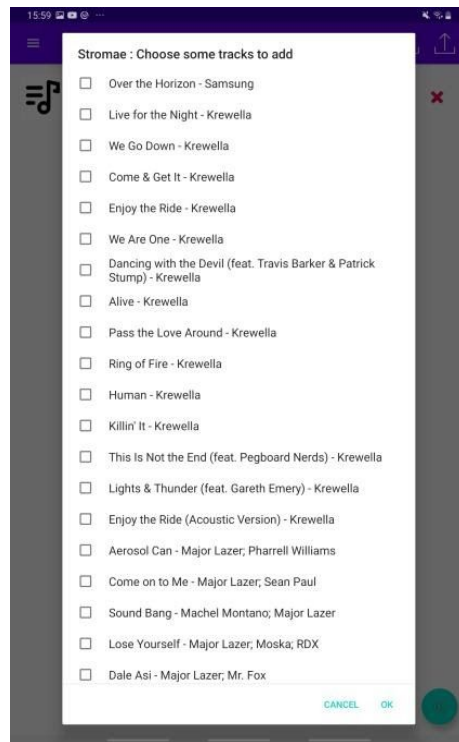 15:59
Stromae : Choose some tracks to add
Over the Horizon - Samsung
Live for the Night - Krewella
We Go Down - Krewella
Come & Get It - Krewella
Enjoy the Ride - Krewella
We Are One - Krewella
Dancing with the Devil (feat. Travis Barker & Patrick
Stump) - Krewella
Alive - Krewella
Pass the Love Around - Krewella
Ring of Fire - Krewella
Human - Krewella
Killin' It - Krewella
This Is Not the End (feat. Pegboard Nerds) - Krewella
Lights & Thunder (feat. Gareth Emery) - Krewella
Enjoy the Ride (Acoustic Version) - Krewella
Aerosol Can - Major Lazer; Pharrell Williams
Come on to Me - Major Lazer; Sean Paul
Sound Bang - Machel Montano; Major Lazer
Lose Yourself - Major Lazer; Moska; RDX
Dale Asi - Major Lazer; Mr. Fox
CANCEL OK